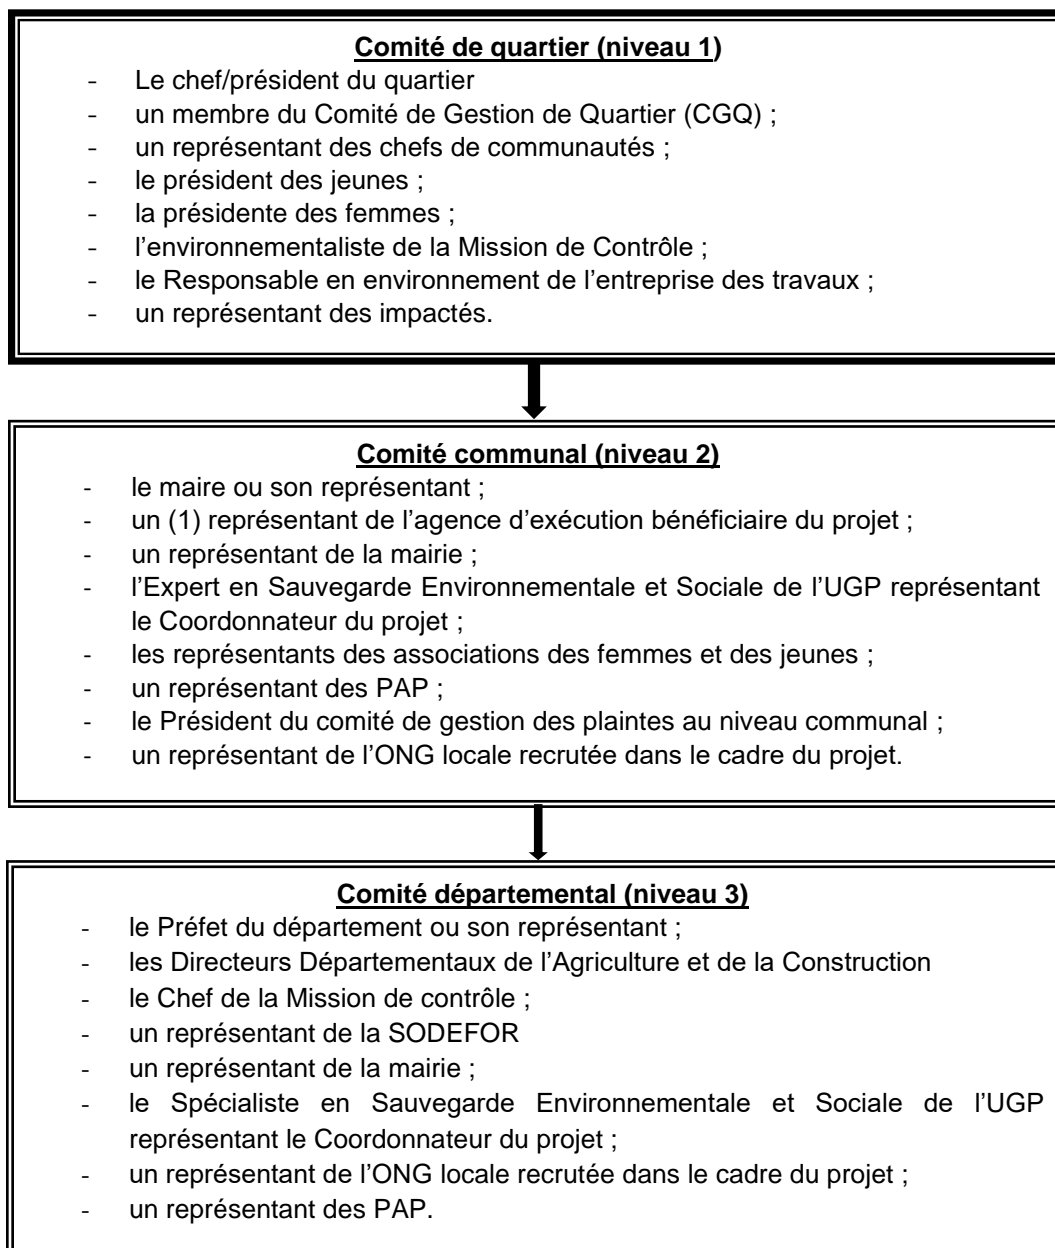 Comité de quartier (niveau 1)
- Le chef/président du quartier
- un membre du Comité de Gestion de Quartier (CGQ) ;
- un représentant des chefs de communautés ;
- le président des jeunes ;
- la présidente des femmes ;
- l’environnementaliste de la Mission de Contrôle ;
- le Responsable en environnement de l’entreprise des travaux ;
- un représentant des impactés.
Comité communal (niveau 2)
- le maire ou son représentant ;
- un (1) représentant de l’agence d’exécution bénéficiaire du projet ;
- un représentant de la mairie ;
- l’Expert en Sauvegarde Environnementale et Sociale de l’UGP représentant
le Coordonnateur du projet ;
- les représentants des associations des femmes et des jeunes ;
- un représentant des PAP ;
- le Président du comité de gestion des plaintes au niveau communal ;
- un représentant de l’ONG locale recrutée dans le cadre du projet.
Comité départemental (niveau 3)
- le Préfet du département ou son représentant ;
- les Directeurs Départementaux de l’Agriculture et de la Construction
- le Chef de la Mission de contrôle ;
- un représentant de la SODEFOR
- un représentant de la mairie ;
- le Spécialiste en Sauvegarde Environnementale et Sociale de l’UGP
représentant le Coordonnateur du projet ;
- un représentant de l’ONG locale recrutée dans le cadre du projet ;
- un représentant des PAP.